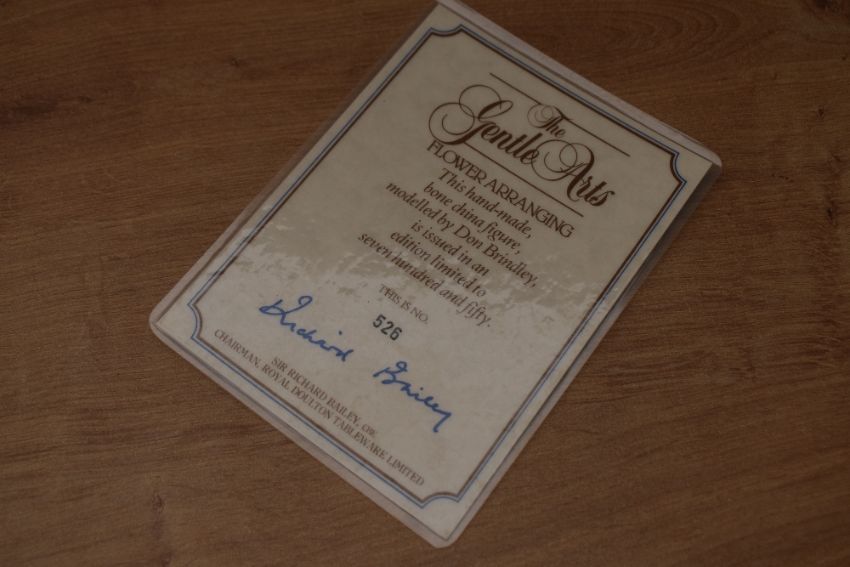 The
Gentle Arts
FLOWER ARRANGING
This hand-made,
bone china figure,
modelled by Don Brindley,
is issued in an
edition limited to
seven hundred and fifty.
THIS IS NO.
526
Richard Bailey
SIR RICHARD BAILEY, CBE
CHAIRMAN, ROYAL DOULTON TABLEWARE LIMITED